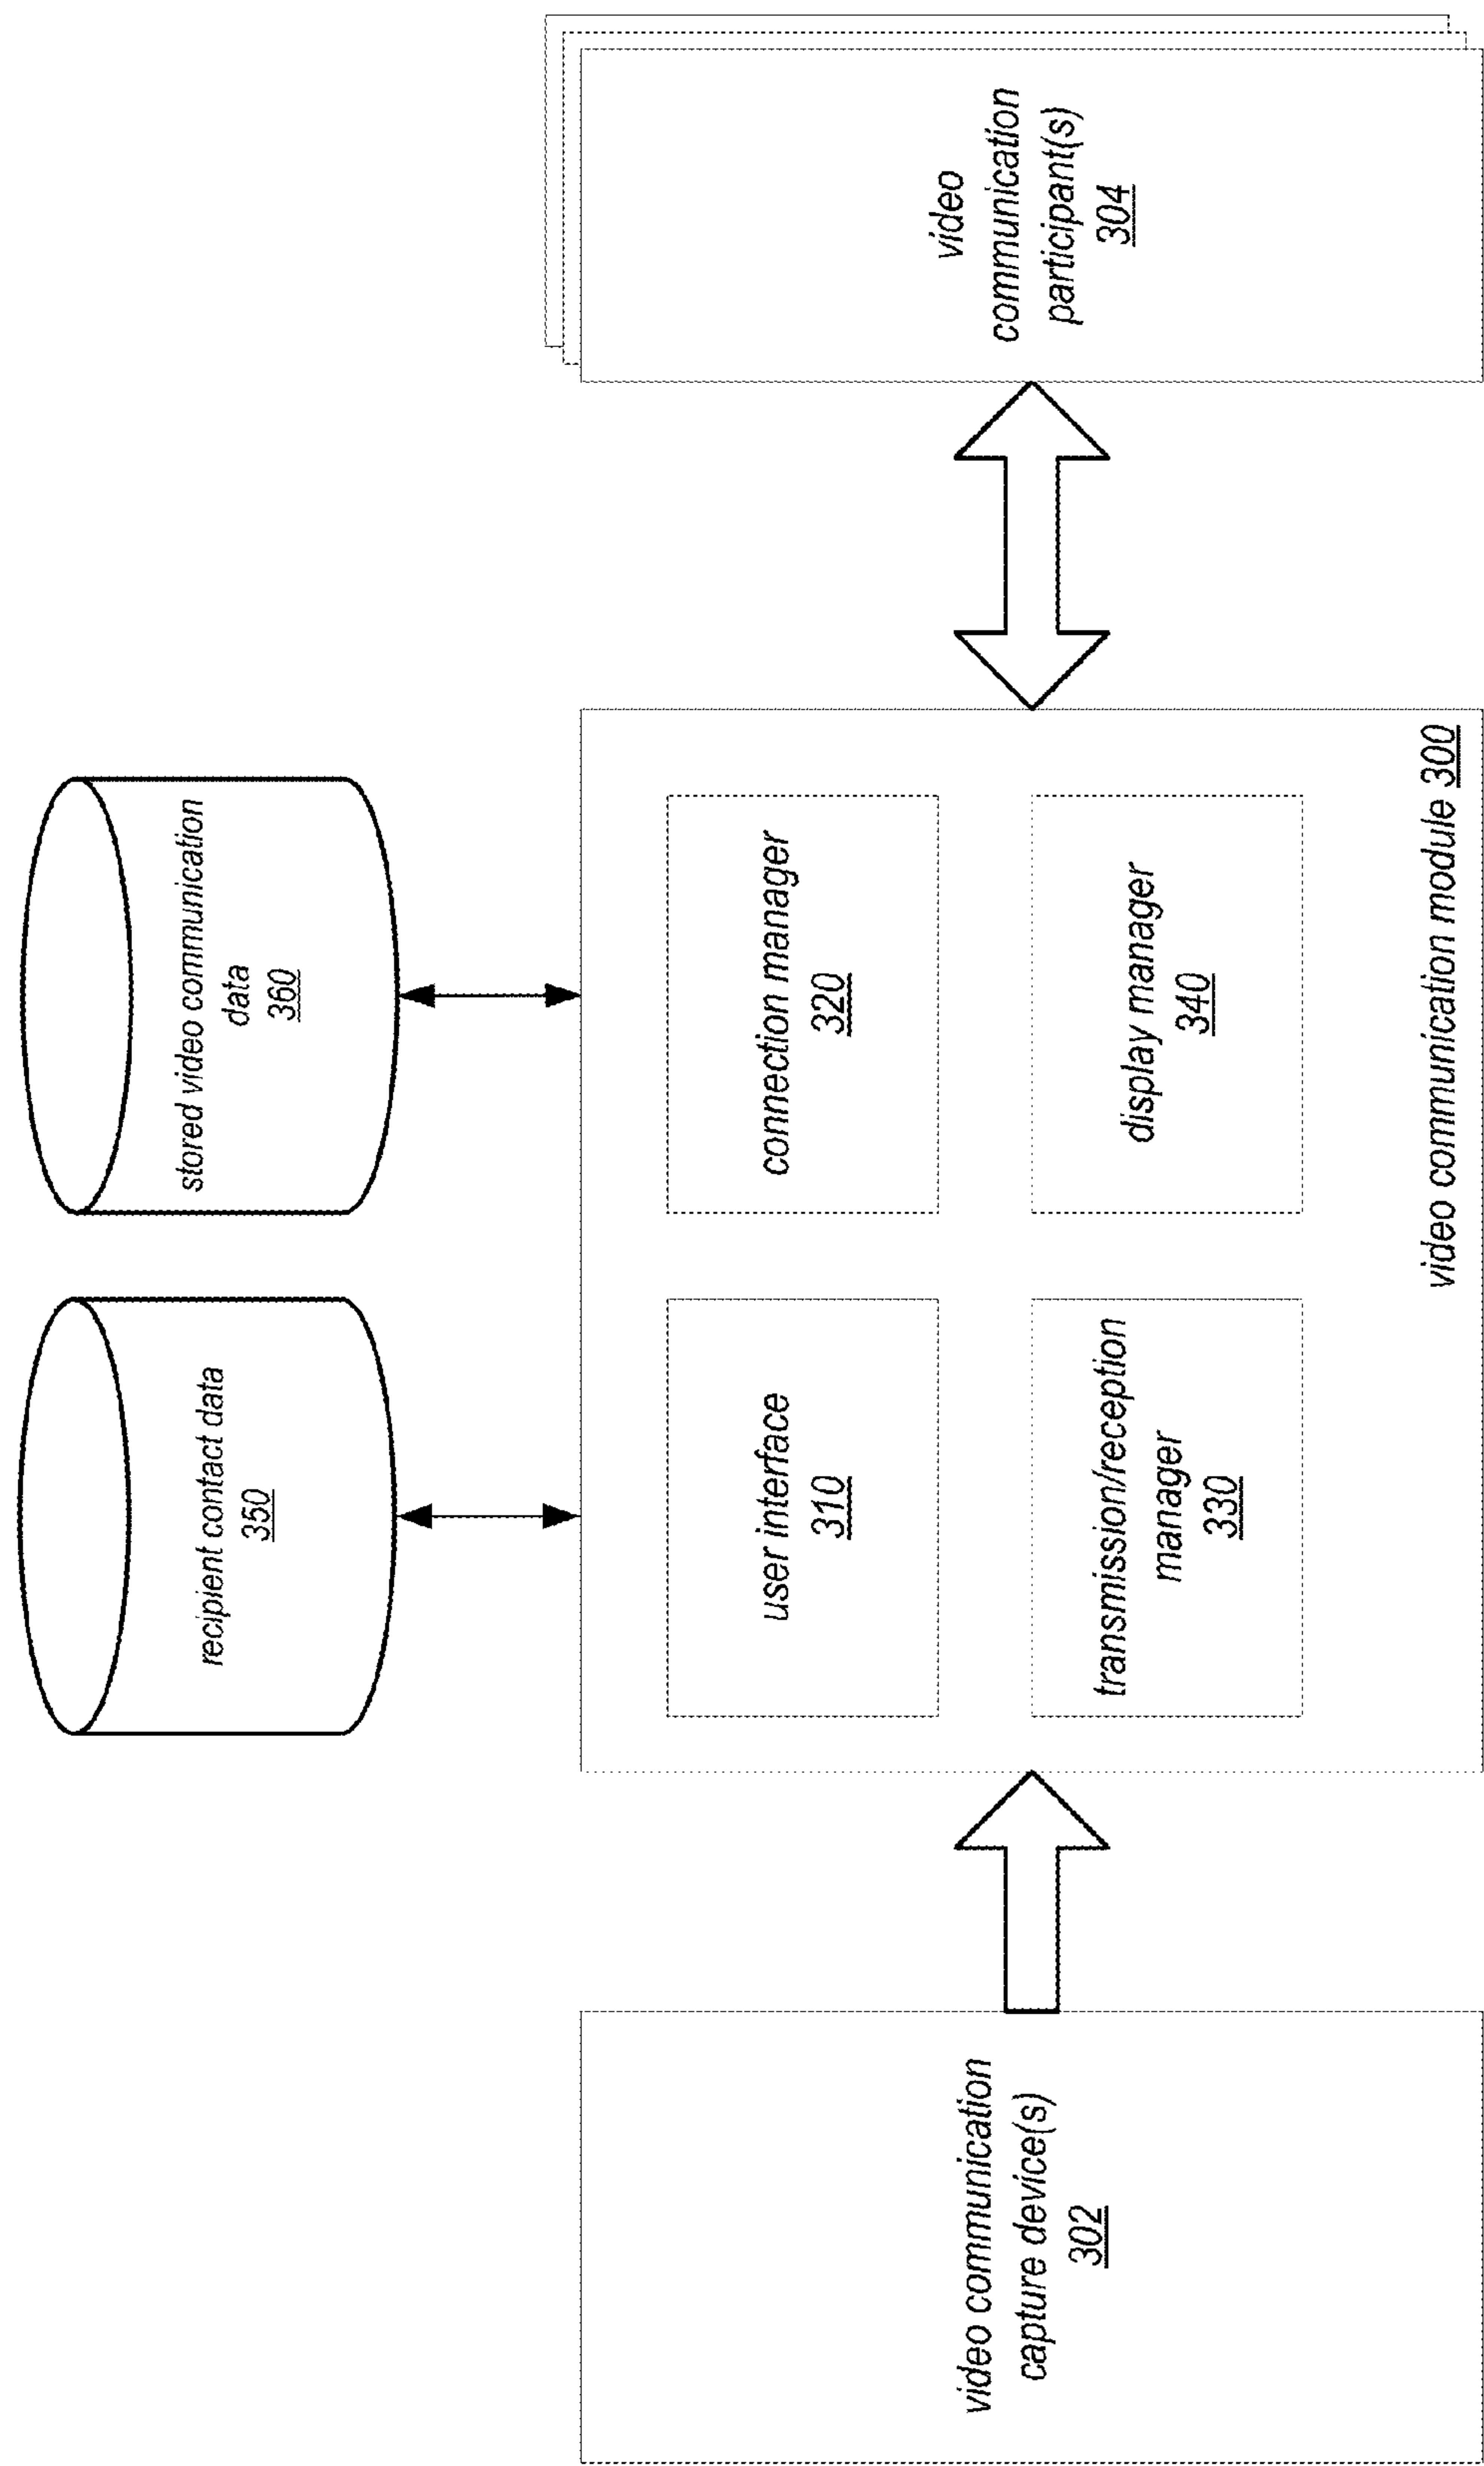 recipient contact data
350
stored video communication
data
360
video communication
capture device(s)
302
user interface
310
connection manager
320
transmission/reception
manager
330
display manager
340
video communication module 300
video
communication
participant(s)
304